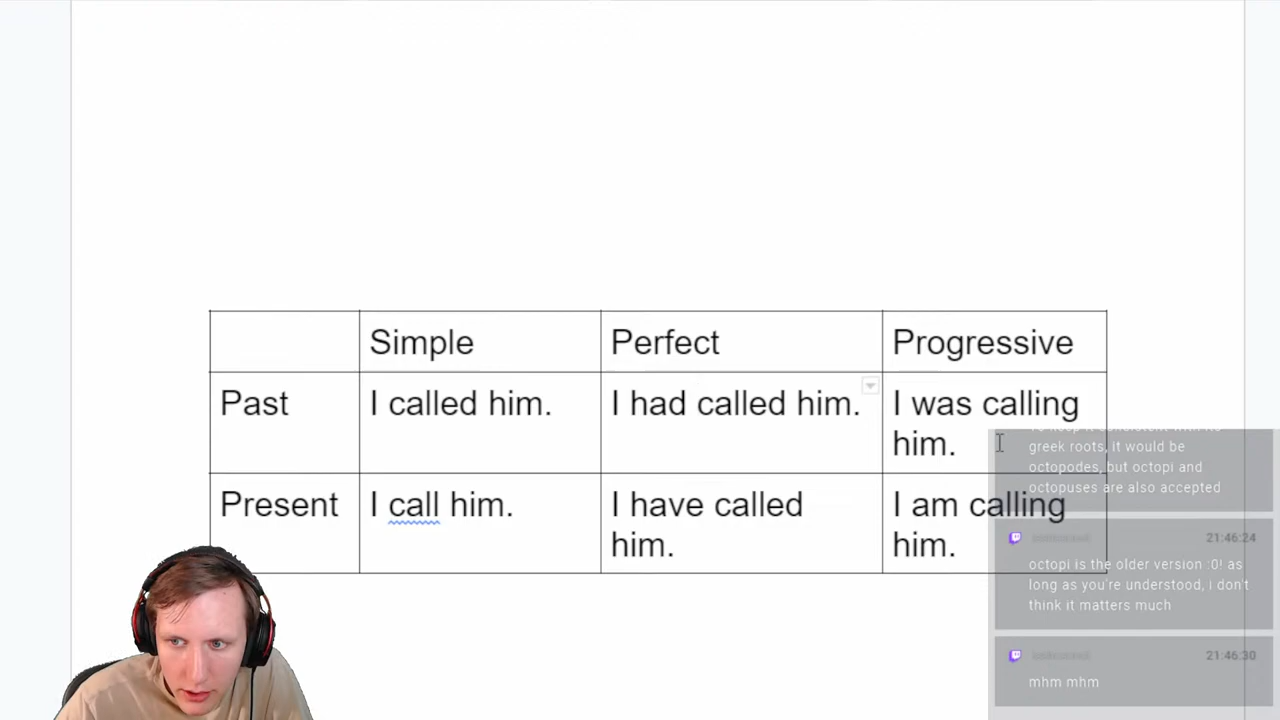 Simple Perfect Progressive
Past I called him. I had called him. I was calling
him.
Present I call him. I have called I am calling
him. him.
greek roots, it would be
octopodes, but octopi and
octopuses are also accepted
21:46:24
octopi is the older version :0! as
long as you're understood, i don't
think it matters much
21:46:30
mhm mhm